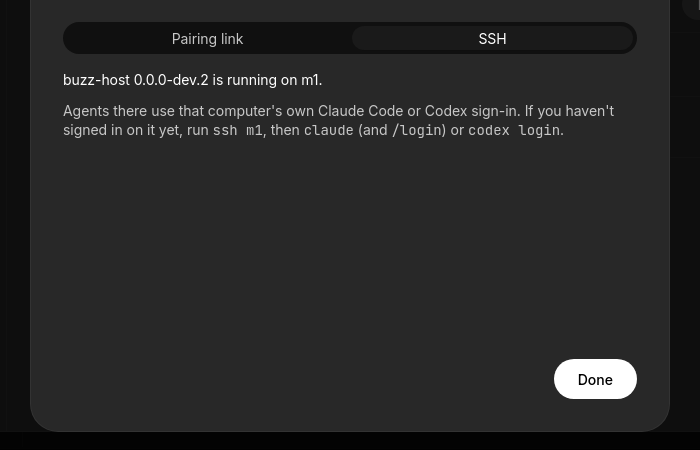 Pairing link
SSH
buzz-host 0.0.0-dev.2 is running on m1.
Agents there use that computer's own Claude Code or Codex sign-in. If you haven't
signed in on it yet, run ssh m1, then claude (and /login) or codex login.
Done